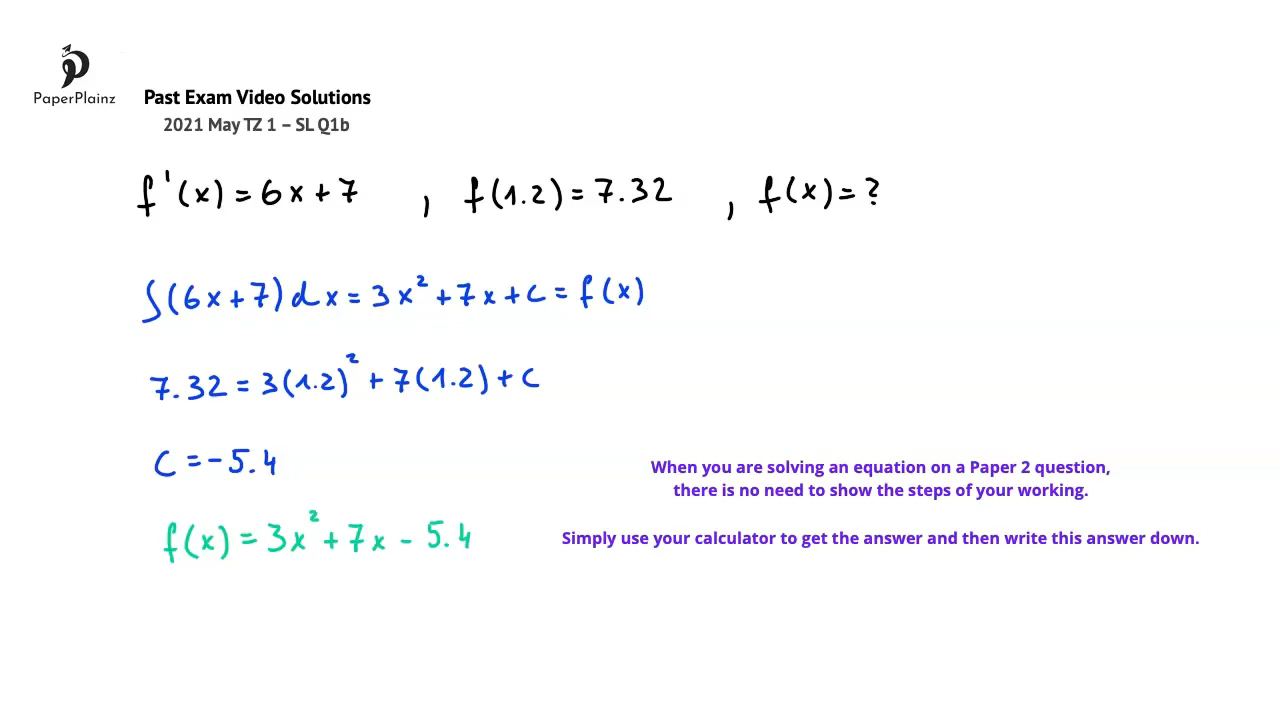 PaperPlainz
Past Exam Video Solutions
2021 May TZ 1 – SL Q1b
f'(x) = 6x + 7 , f(1.2) = 7.32 , f(x) = ?
∫(6x + 7) dx = 3x² + 7x + c = f(x)
7.32 = 3(1.2)² + 7(1.2) + c
c = -5.4
f(x) = 3x² + 7x - 5.4
When you are solving an equation on a Paper 2 question,
there is no need to show the steps of your working.
Simply use your calculator to get the answer and then write this answer down.